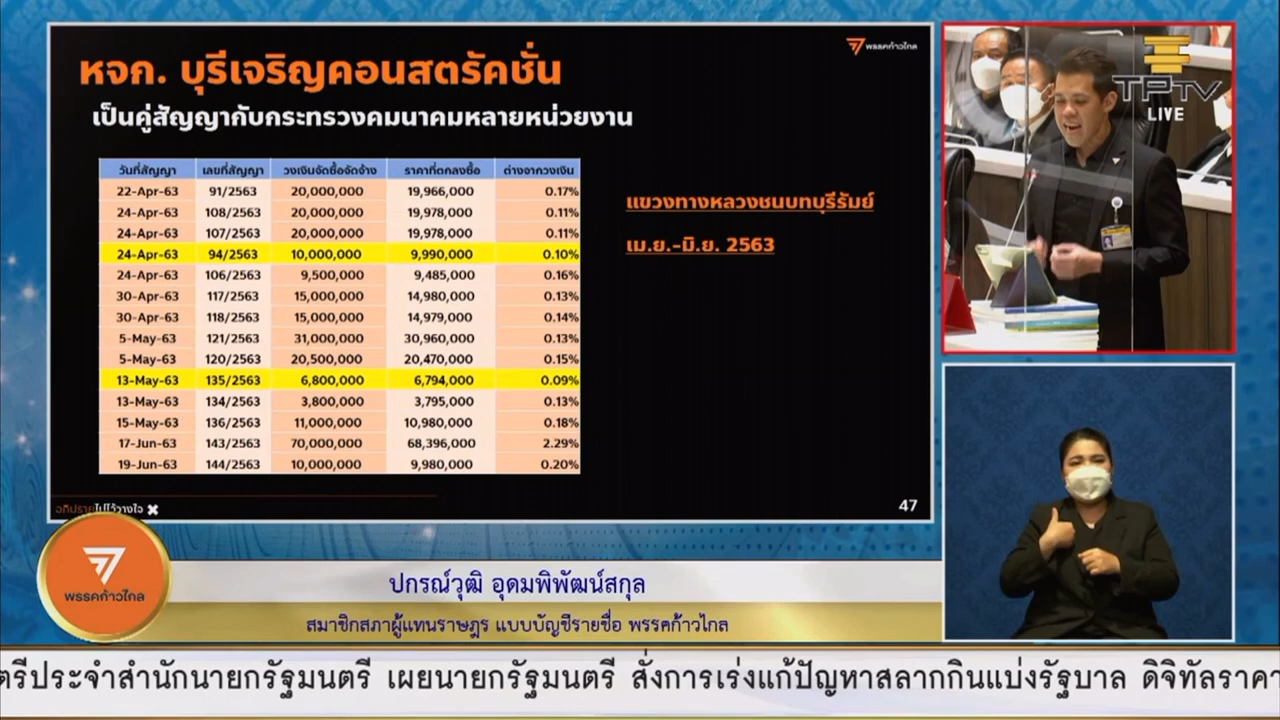 พรรคก้าวไกล
หจก. บุรีเจริญคอนสตรัคชั่น
เป็นคู่สัญญากับกระทรวงคมนาคมหลายหน่วยงาน
วันที่สัญญา เลขที่สัญญา วงเงินจัดซื้อจัดจ้าง ราคาที่ตกลงซื้อ ต่างจากวงเงิน
22-Apr-63 91/2563 20,000,000 19,966,000 0.17%
24-Apr-63 108/2563 20,000,000 19,978,000 0.11%
24-Apr-63 107/2563 20,000,000 19,978,000 0.11%
24-Apr-63 94/2563 10,000,000 9,990,000 0.10%
24-Apr-63 106/2563 9,500,000 9,485,000 0.16%
30-Apr-63 117/2563 15,000,000 14,980,000 0.13%
30-Apr-63 118/2563 15,000,000 14,979,000 0.14%
5-May-63 121/2563 31,000,000 30,960,000 0.13%
5-May-63 120/2563 20,500,000 20,470,000 0.15%
13-May-63 135/2563 6,800,000 6,794,000 0.09%
13-May-63 134/2563 3,800,000 3,795,000 0.13%
15-May-63 136/2563 11,000,000 10,980,000 0.18%
17-Jun-63 143/2563 70,000,000 68,396,000 2.29%
19-Jun-63 144/2563 10,000,000 9,980,000 0.20%
แขวงทางหลวงชนบทบุรีรัมย์
เม.ย.-มิ.ย. 2563
อภิปรายไม่ไว้วางใจ
47
TPTV
LIVE
พรรคก้าวไกล
ปกรณ์วุฒิ อุดมพิพัฒน์สกุล
สมาชิกสภาผู้แทนราษฎร แบบบัญชีรายชื่อ พรรคก้าวไกล
ตรีประจำสำนักนายกรัฐมนตรี เผยนายกรัฐมนตรี สั่งการเร่งแก้ปัญหาสลากกินแบ่งรัฐบาล ดิจิทัลราคา